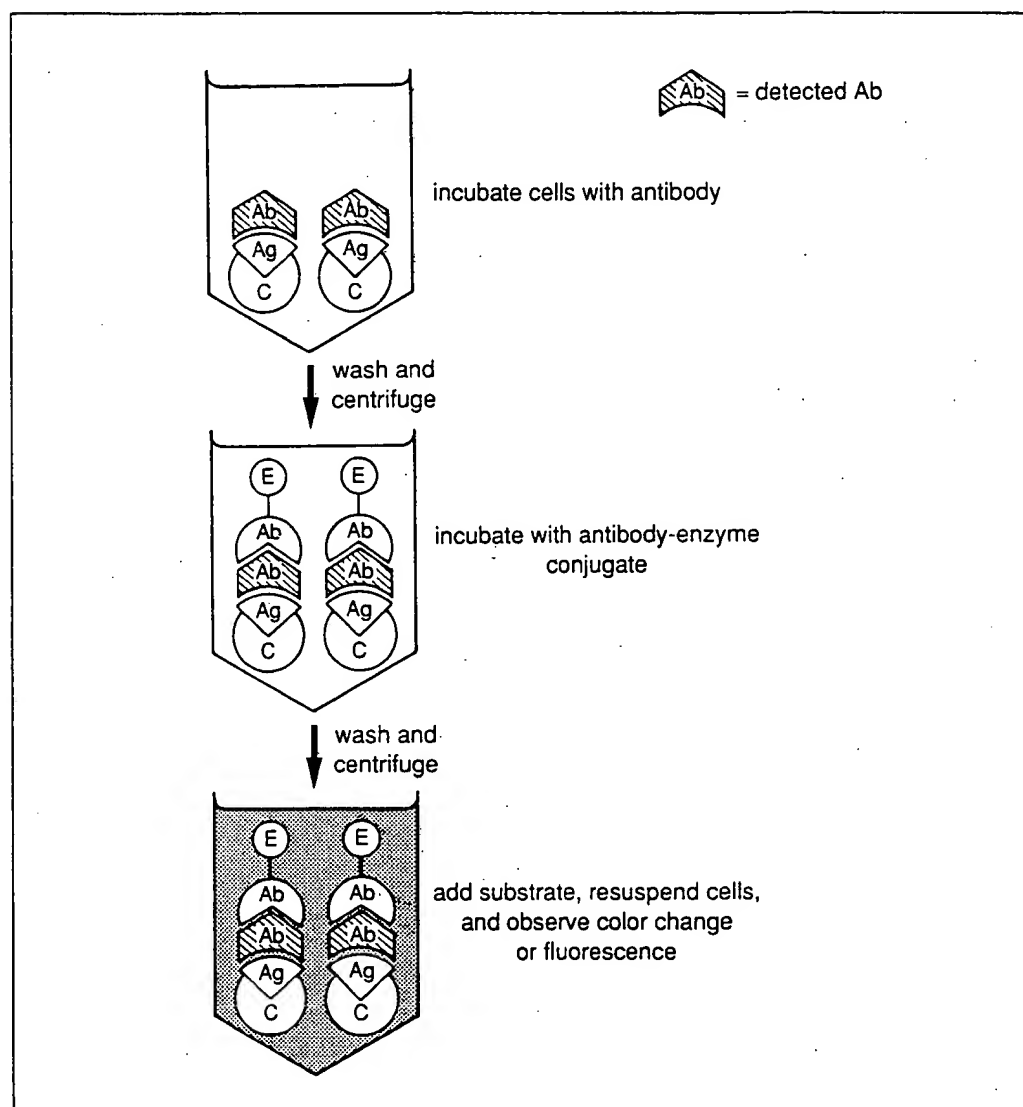 Ab = detected Ab
Ab Ab
incubate cells with antibody
Ag Ag
C C
wash and
centrifuge
E E
Ab Ab
incubate with antibody-enzyme
conjugate
Ab Ab
Ag Ag
C C
wash and
centrifuge
E E
Ab Ab
add substrate, resuspend cells,
and observe color change
or fluorescence
Ab Ab
Ag Ag
C C